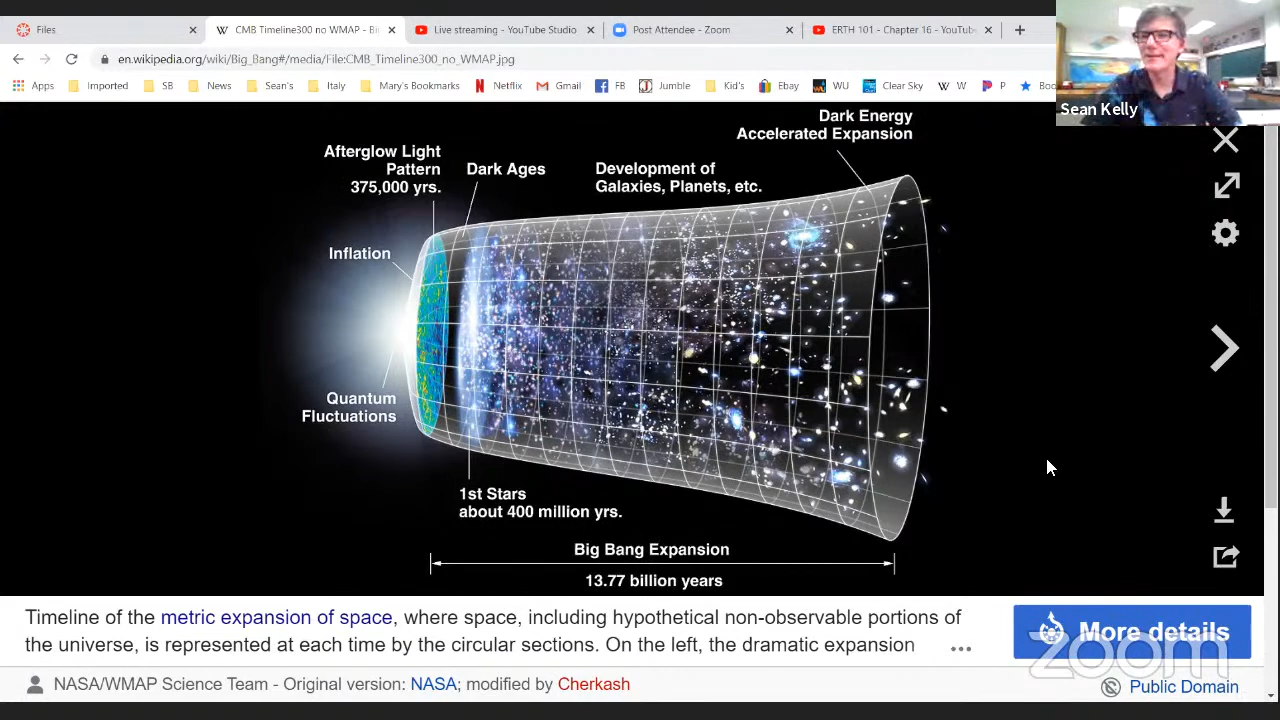 Files
CMB Timeline300 no WMAP - Bi
Live streaming - YouTube Studio
Post Attendee - Zoom
ERTH 101 - Chapter 16 - YouTub
en.wikipedia.org/wiki/Big_Bang#/media/File:CMB_Timeline300_no_WMAP.jpg
Apps Imported SB News Sean's Italy Mary's Bookmarks Netflix Gmail FB Jumble Kid's Ebay WU Clear Sky W P Boo
Sean Kelly
Dark Energy
Accelerated Expansion
Afterglow Light
Pattern
375,000 yrs.
Dark Ages
Development of
Galaxies, Planets, etc.
Inflation
Quantum
Fluctuations
1st Stars
about 400 million yrs.
Big Bang Expansion
13.77 billion years
Timeline of the metric expansion of space, where space, including hypothetical non-observable portions of
the universe, is represented at each time by the circular sections. On the left, the dramatic expansion ...
More details
zoom
NASA/WMAP Science Team - Original version: NASA; modified by Cherkash
Public Domain